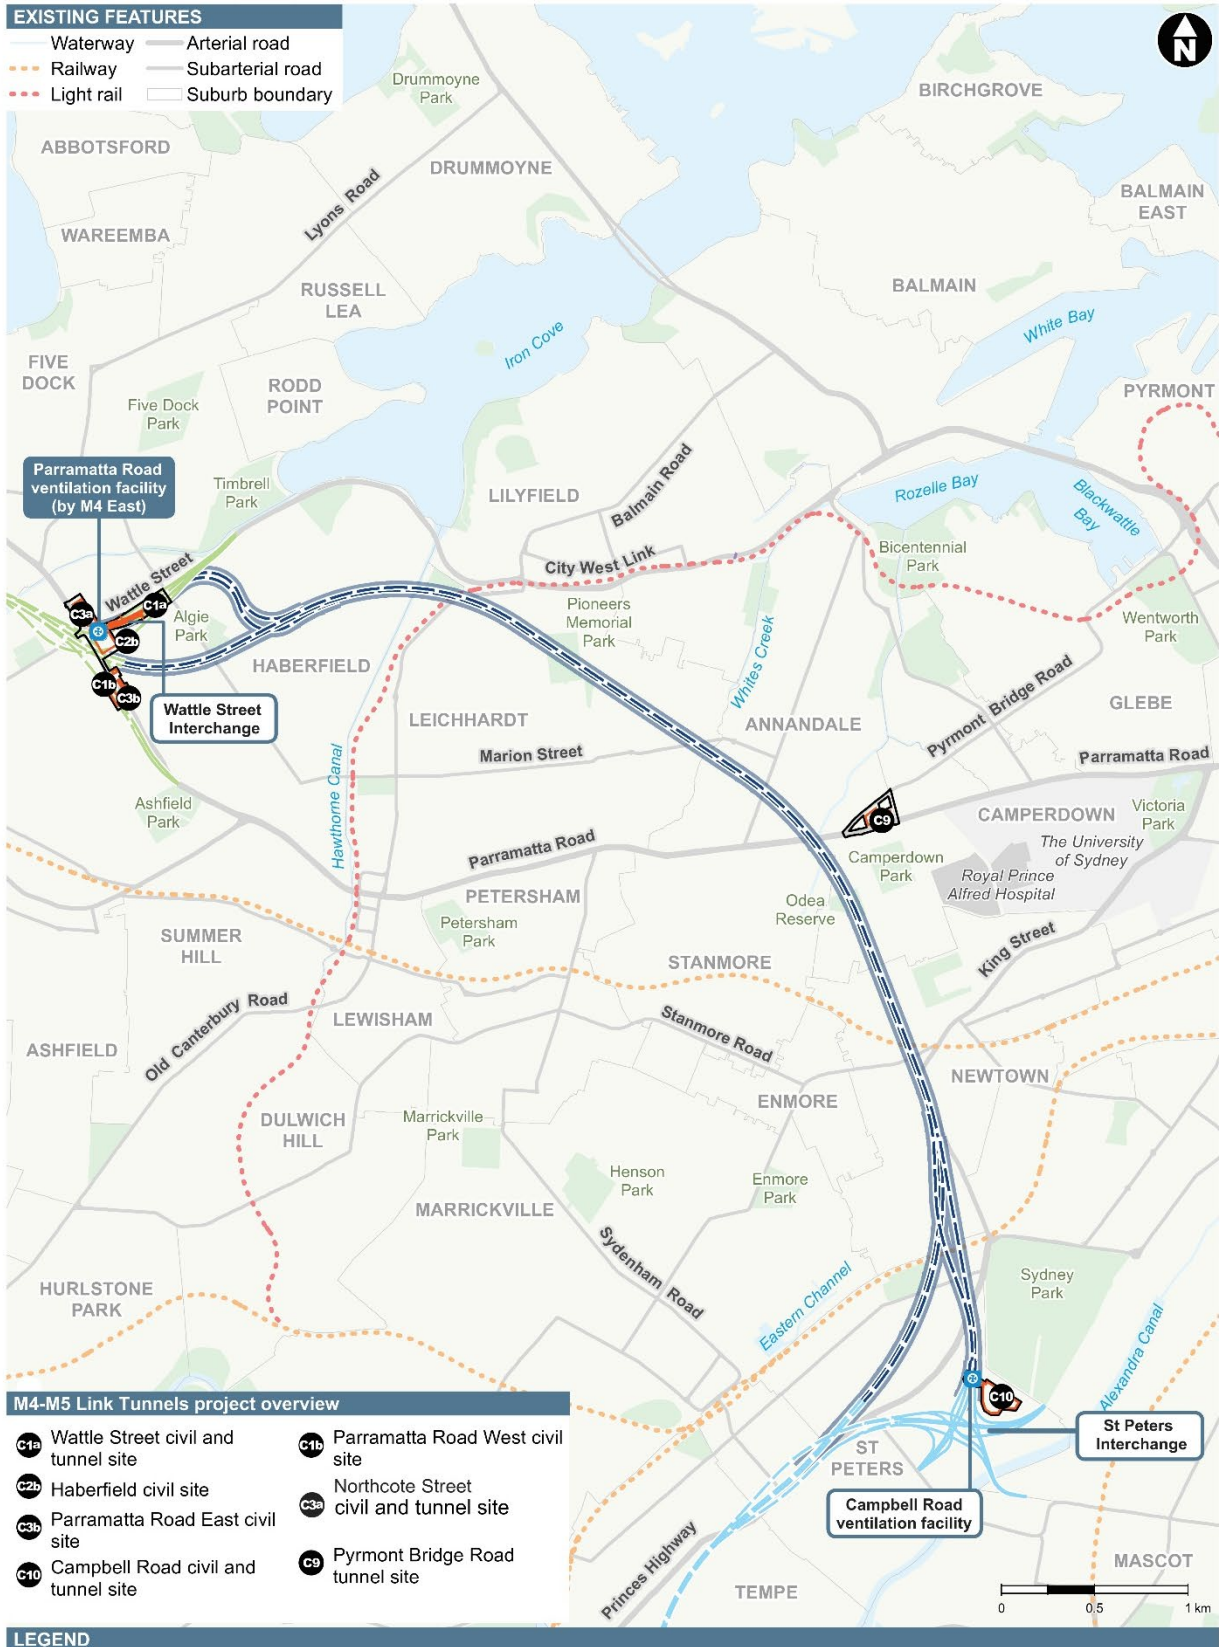 EXISTING FEATURES
Waterway
Arterial road
Railway
Subarterial road
Light rail
Suburb boundary
N
Drummoyne
Park
BIRCHGROVE
ABBOTSFORD
DRUMMOYNE
Lyons Road
BALMAIN
EAST
WAREEMBA
RUSSELL
LEA
BALMAIN
Iron Cove
White Bay
FIVE
DOCK
RODD
POINT
PYRMONT
Five Dock
Park
Parramatta Road
ventilation facility
(by M4 East)
Timbrell
Park
LILYFIELD
Balmain Road
Rozelle Bay
Blackwattle
Bay
City West Link
Bicentennial
Park
Wattle Street
C3a
C1a
Algie
Park
C2b
Pioneers
Memorial
Park
Wentworth
Park
HABERFIELD
Whites Creek
C1b
C3b
Wattle Street
Interchange
LEICHHARDT
ANNANDALE
Pyrmont Bridge Road
GLEBE
Marion Street
Parramatta Road
Hawthorne Canal
Ashfield
Park
C9
CAMPERDOWN
Victoria
Park
Parramatta Road
The University
of Sydney
Camperdown
Park
Royal Prince
Alfred Hospital
PETERSHAM
Odea
Reserve
Petersham
Park
SUMMER
HILL
King Street
STANMORE
Old Canterbury Road
LEWISHAM
Stanmore Road
ASHFIELD
NEWTOWN
ENMORE
DULWICH
HILL
Marrickville
Park
Henson
Park
Enmore
Park
MARRICKVILLE
Sydenham Road
HURLSTONE
PARK
Eastern Channel
Sydney
Park
Alexandra Canal
C10
St Peters
Interchange
ST
PETERS
Campbell Road
ventilation facility
Princes Highway
TEMPE
MASCOT
0 0.5 1 km
M4-M5 Link Tunnels project overview
C1a Wattle Street civil and
tunnel site
C2b Haberfield civil site
C3b Parramatta Road East civil
site
C10 Campbell Road civil and
tunnel site
C1b Parramatta Road West civil
site
C3a Northcote Street
civil and tunnel site
C9 Pyrmont Bridge Road
tunnel site
LEGEND